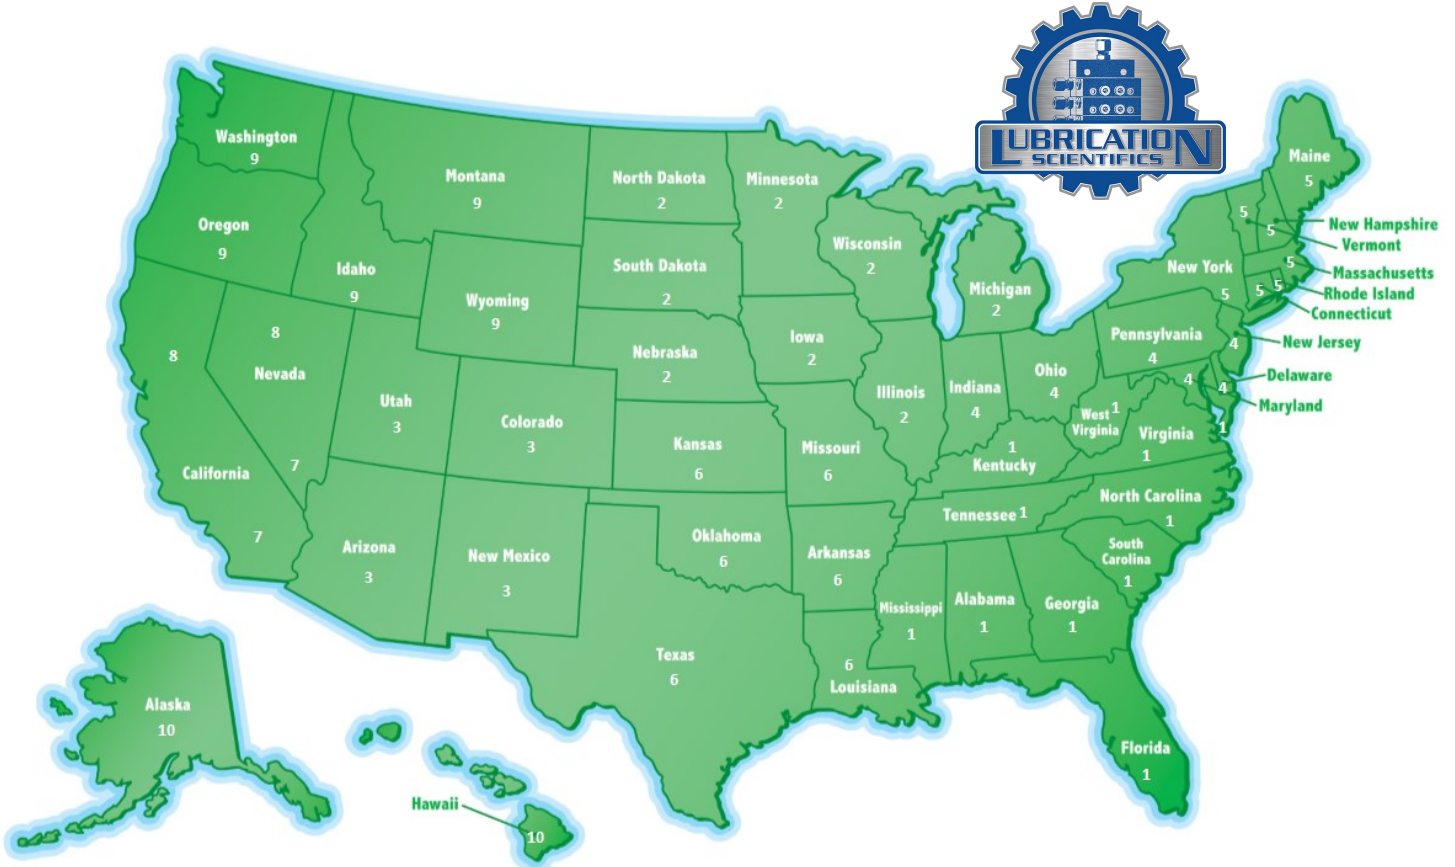 LUBRICATION
SCIENTIFICS
Washington
9
Montana
9
North Dakota
2
Minnesota
2
Maine
5
Oregon
9
Idaho
9
Wyoming
9
South Dakota
2
Wisconsin
2
Michigan
2
New York
5
5
5
New Hampshire
Vermont
5
Massachusetts
5
5
Rhode Island
Connecticut
8
8
Nevada
7
Utah
3
Colorado
3
Nebraska
2
Iowa
2
Illinois
2
Indiana
4
Ohio
4
Pennsylvania
4
4
New Jersey
4
Delaware
4
Maryland
1
California
7
Kansas
6
Missouri
6
Kentucky
1
West
Virginia
1
Virginia
1
Arizona
3
New Mexico
3
Oklahoma
6
Arkansas
6
Tennessee 1
North Carolina
1
South
Carolina
1
Texas
6
6
Louisiana
Mississippi
1
Alabama
1
Georgia
1
Florida
1
Alaska
10
Hawaii
10